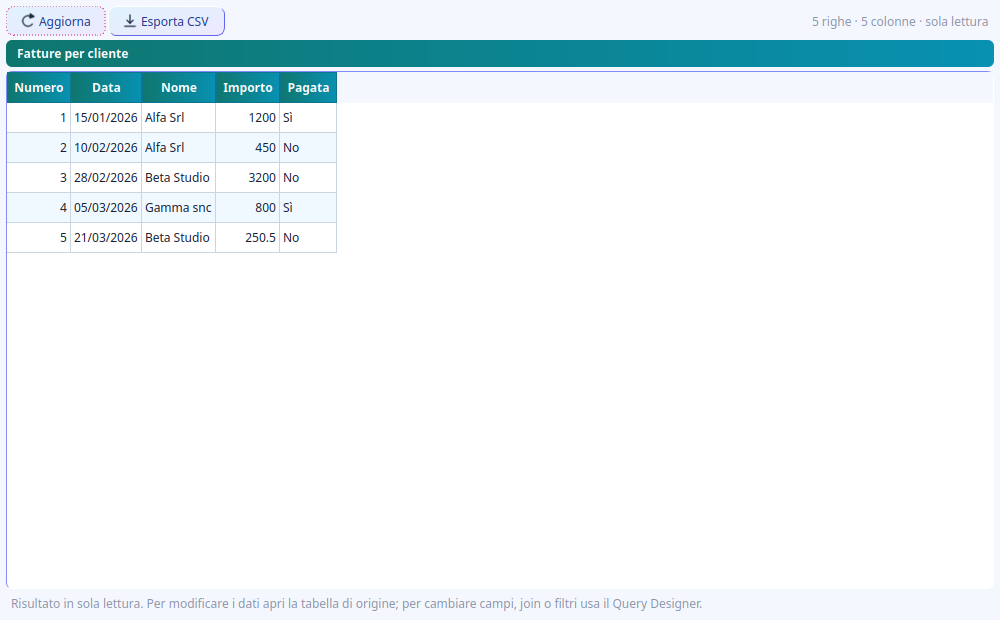 Aggiorna Esporta CSV 5 righe · 5 colonne · sola lettura
Fatture per cliente
Numero Data Nome Importo Pagata
1 15/01/2026 Alfa Srl 1200 Sì
2 10/02/2026 Alfa Srl 450 No
3 28/02/2026 Beta Studio 3200 No
4 05/03/2026 Gamma snc 800 Sì
5 21/03/2026 Beta Studio 250.5 No
Risultato in sola lettura. Per modificare i dati apri la tabella di origine; per cambiare campi, join o filtri usa il Query Designer.